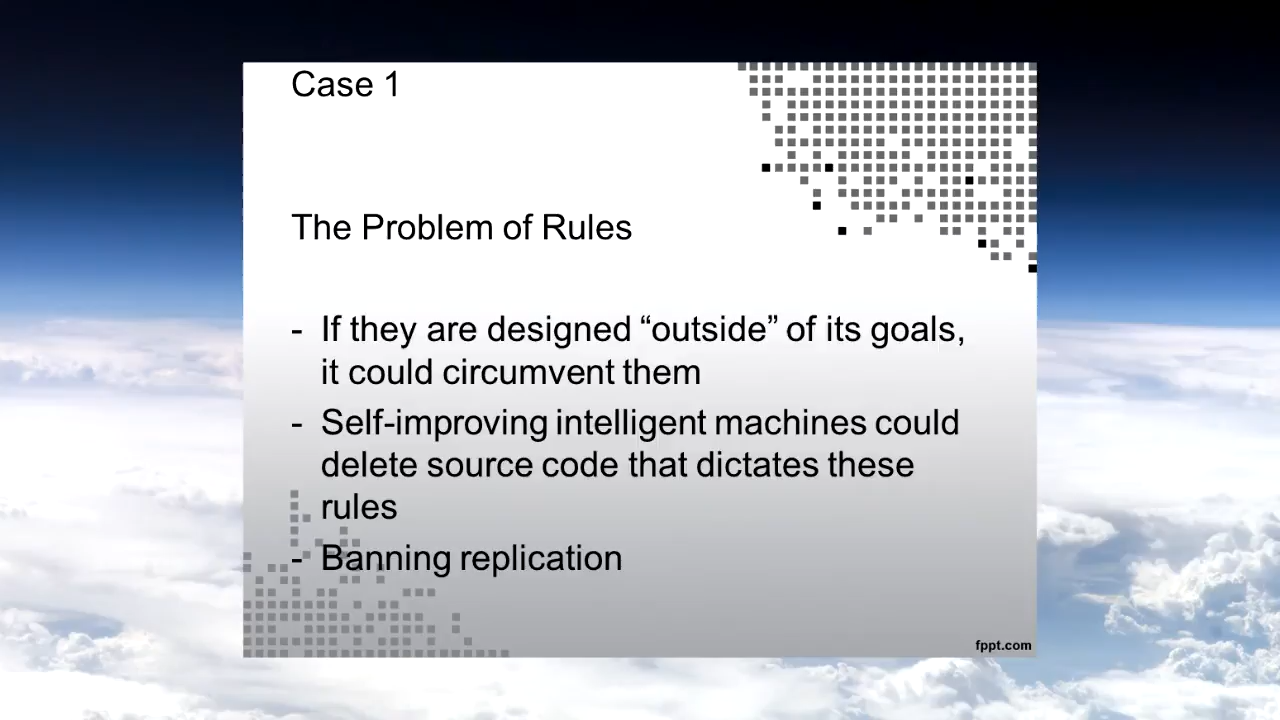 Case 1
The Problem of Rules
- If they are designed “outside” of its goals,
it could circumvent them
- Self-improving intelligent machines could
delete source code that dictates these
rules
- Banning replication
fppt.com